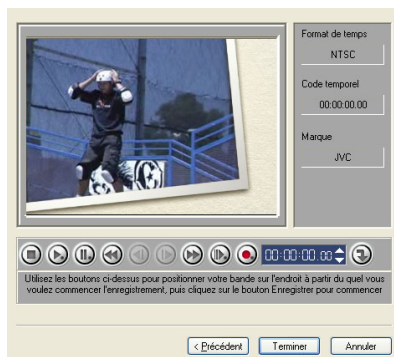 Format de temps
NTSC
Code temporel
00:00:00.00
Marque
JVC
00:00:00.00
Utilisez les boutons ci-dessus pour positionner votre bande sur l'endroit à partir du quel vous
voulez commencer l'enregistrement, puis cliquez sur le bouton Enregistrer pour commencer
< Précédent
Terminer
Annuler